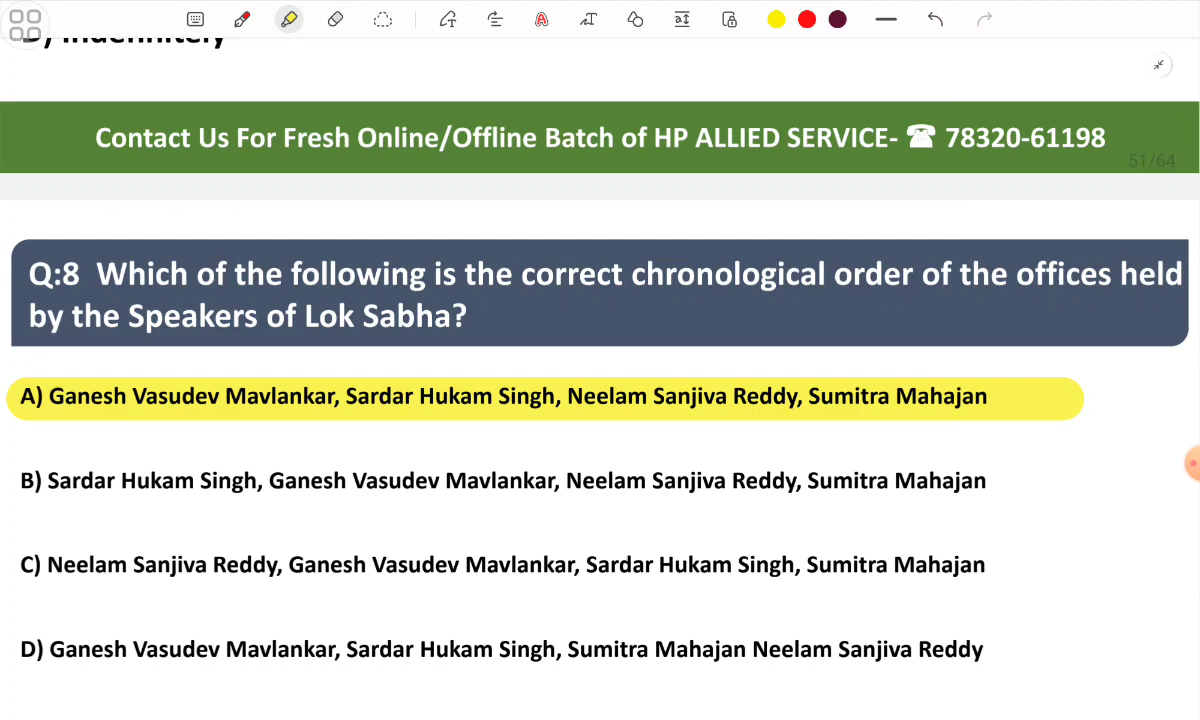 Contact Us For Fresh Online/Offline Batch of HP ALLIED SERVICE- ☎ 78320-61198
51/64
Q:8 Which of the following is the correct chronological order of the offices held
by the Speakers of Lok Sabha?
A) Ganesh Vasudev Mavlankar, Sardar Hukam Singh, Neelam Sanjiva Reddy, Sumitra Mahajan
B) Sardar Hukam Singh, Ganesh Vasudev Mavlankar, Neelam Sanjiva Reddy, Sumitra Mahajan
C) Neelam Sanjiva Reddy, Ganesh Vasudev Mavlankar, Sardar Hukam Singh, Sumitra Mahajan
D) Ganesh Vasudev Mavlankar, Sardar Hukam Singh, Sumitra Mahajan Neelam Sanjiva Reddy